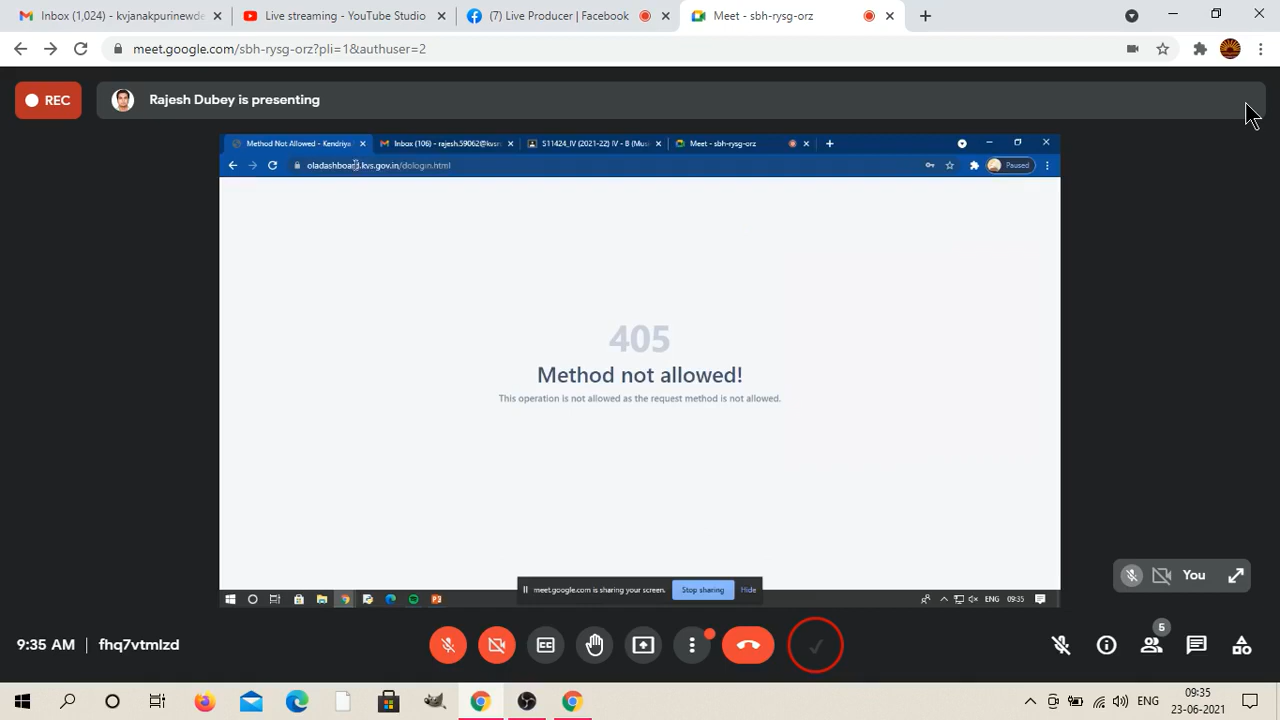 Inbox (1,024) - kvjanakpurinewde
Live streaming - YouTube Studio
(7) Live Producer | Facebook
Meet - sbh-rysg-orz
meet.google.com/sbh-rysg-orz?pli=1&authuser=2
REC
Rajesh Dubey is presenting
Method Not Allowed - Kendriya
Inbox (106) - rajesh.59062@kvsr
S11424_IV (2021-22) IV - B (Mus
Meet - sbh-rysg-orz
oladashboard.kvs.gov.in/dologin.html
Paused
405
Method not allowed!
This operation is not allowed as the request method is not allowed.
You
meet.google.com is sharing your screen.
Stop sharing
Hide
ENG
09:35
9:35 AM
fhq7vtmlzd
5
ENG
09:35
23-06-2021